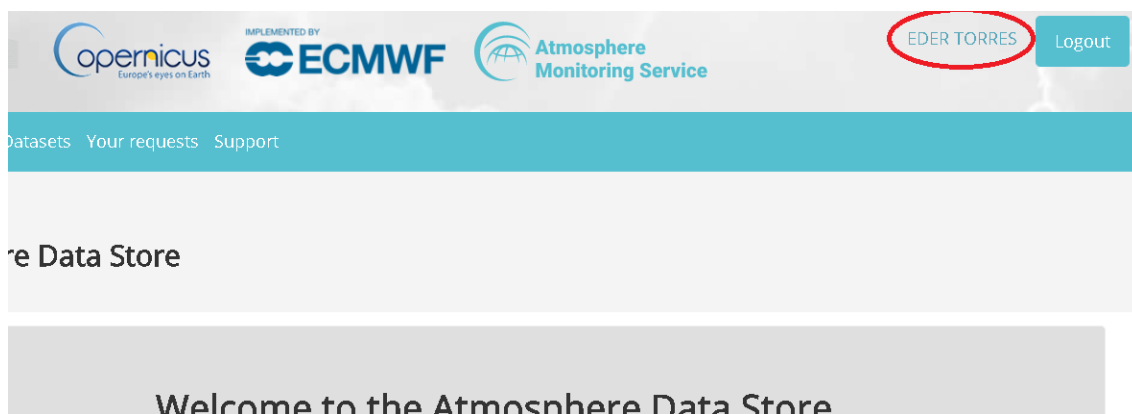 opernicus
Europe's eyes on Earth
IMPLEMENTED BY
ECMWF
Atmosphere
Monitoring Service
EDER TORRES
Logout
Datasets Your requests Support
re Data Store
Welcome to the Atmosphere Data Store